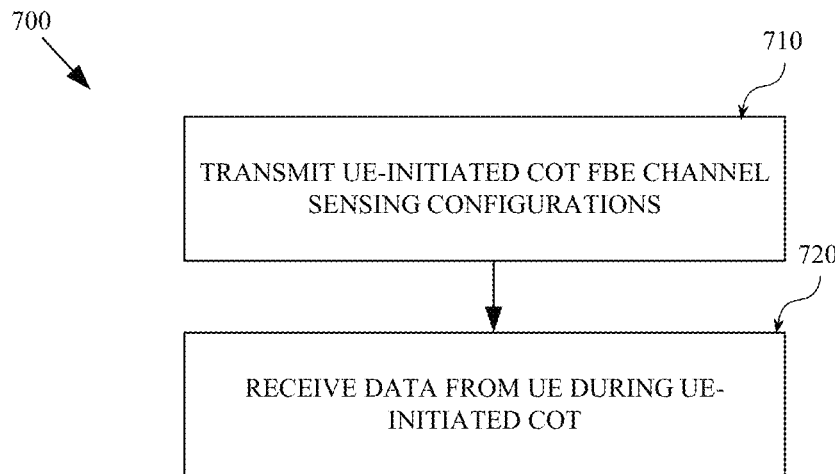 700
710
TRANSMIT UE-INITIATED COT FBE CHANNEL
SENSING CONFIGURATIONS
720
RECEIVE DATA FROM UE DURING UE-
INITIATED COT